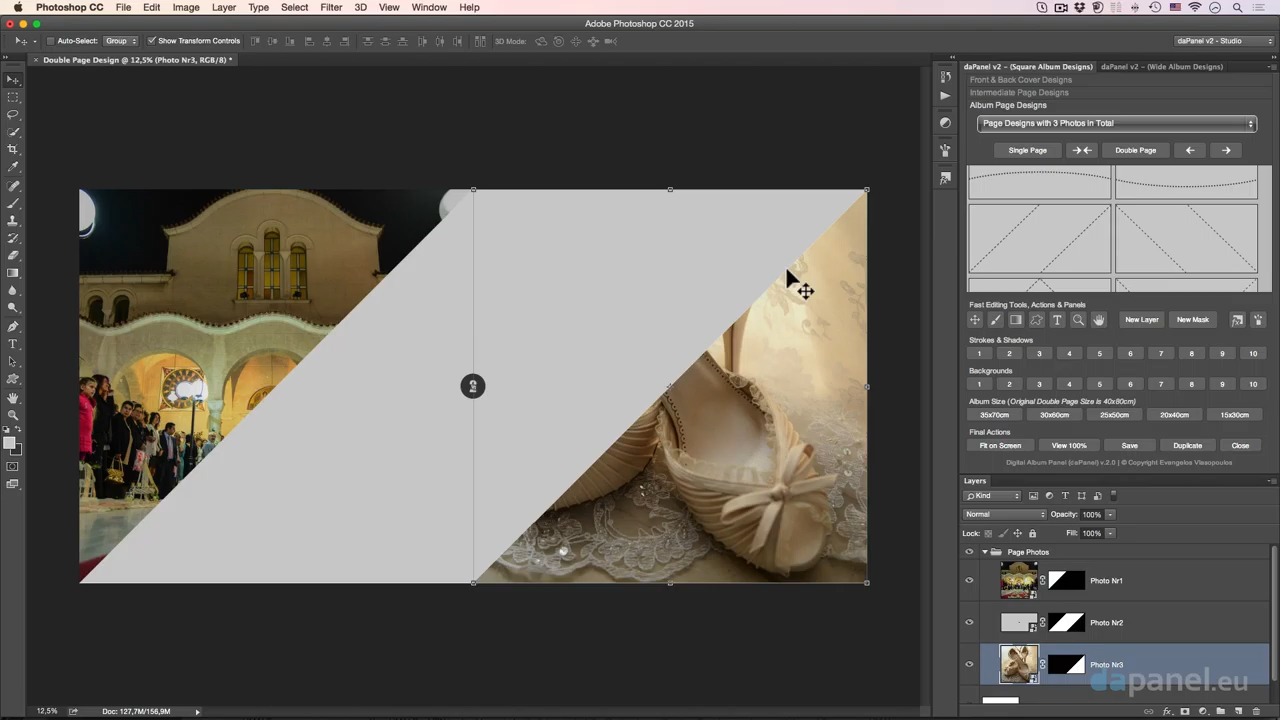 Photoshop CC File Edit Image Layer Type Select Filter 3D View Window Help
Adobe Photoshop CC 2015
Auto-Select: Group Show Transform Controls 3D Mode: daPanel v2 - Studio
Double Page Design @ 12,5% (Photo Nr3, RGB/8) *
daPanel v2 - (Square Album Designs) daPanel v2 - (Wide Album Designs)
Front & Back Cover Designs
Intermediate Page Designs
Album Page Designs
Page Designs with 3 Photos in Total
Single Page Double Page
Fast Editing Tools, Actions & Panels
T New Layer New Mask
Strokes & Shadows
1 2 3 4 5 6 7 8 9 10
Backgrounds
1 2 3 4 5 6 7 8 9 10
Album Size (Original Double Page Size is 40x80cm)
35x70cm 30x60cm 25x50cm 20x40cm 15x30cm
Final Actions
Fit on Screen View 100% Save Duplicate Close
Digital Album Panel (daPanel) v.2.0 | © Copyright Evangelos Vlasopoulos
2
Layers
Kind
Normal Opacity: 100%
Lock: Fill: 100%
Page Photos
Photo Nr1
Photo Nr2
Photo Nr3
dapanel.eu
12,5% Doc: 127,7M/156,9M